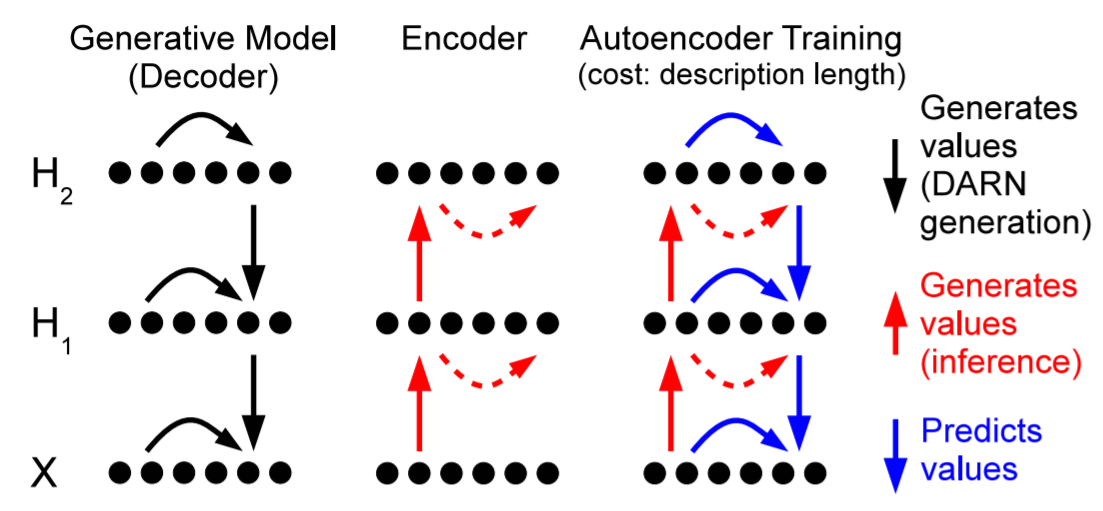 Generative Model
(Decoder)
Encoder
Autoencoder Training
(cost: description length)
H2
H1
X
Generates
values
(DARN
generation)
Generates
values
(inference)
Predicts
values